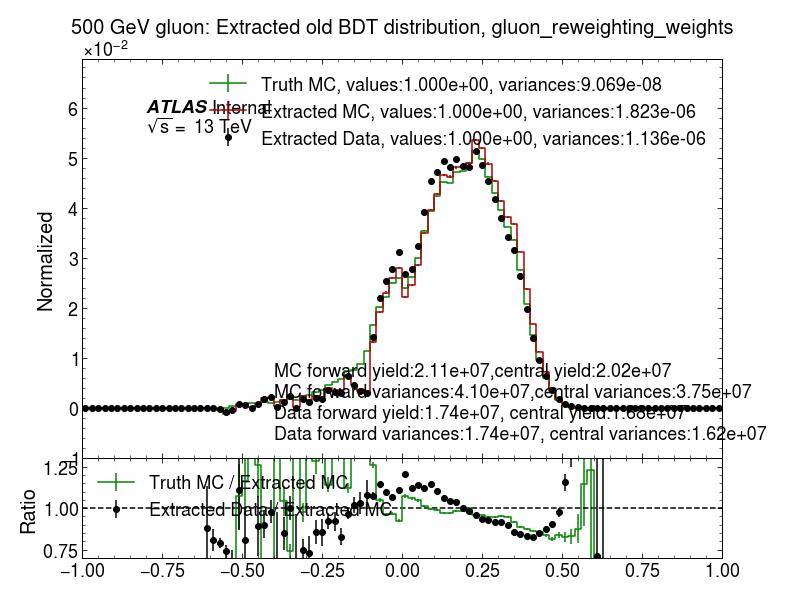 500 GeV gluon: Extracted old BDT distribution, gluon_reweighting_weights
×10⁻²
Truth MC, values:1.000e+00, variances:9.069e-08
ATLAS Internal
Extracted MC, values:1.000e+00, variances:1.823e-06
√s = 13 TeV
Extracted Data, values:1.000e+00, variances:1.136e-06
6
5
4
3
2
1
0
1
Normalized
MC forward yield:2.11e+07,central yield:2.02e+07
MC forward variances:4.10e+07,central variances:3.75e+07
Data forward yield:1.74e+07, central yield:1.68e+07
Data forward variances:1.74e+07, central variances:1.62e+07
1.25
1.00
0.75
Ratio
Truth MC / Extracted MC
Extracted Data / Extracted MC
−1.00 −0.75 −0.50 −0.25 0.00 0.25 0.50 0.75 1.00